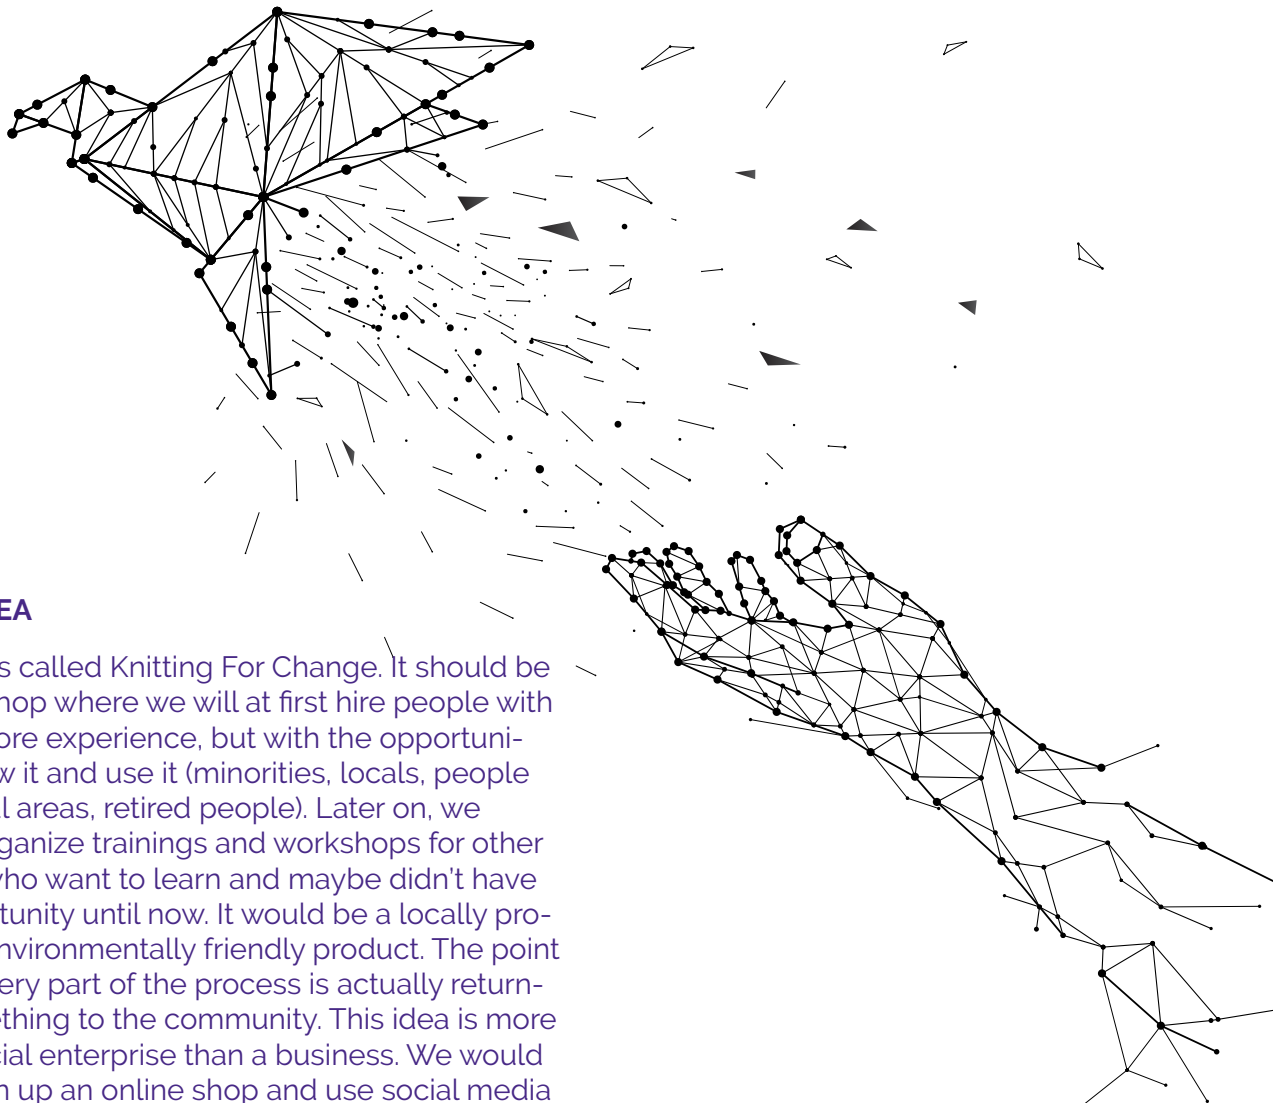 EA
s called Knitting For Change. It should be
hop where we will at first hire people with
ore experience, but with the opportuni-
w it and use it (minorities, locals, people
l areas, retired people). Later on, we
ganize trainings and workshops for other
who want to learn and maybe didn't have
tunity until now. It would be a locally pro-
nvironmentally friendly product. The point
ery part of the process is actually return-
ething to the community. This idea is more
cial enterprise than a business. We would
n up an online shop and use social media